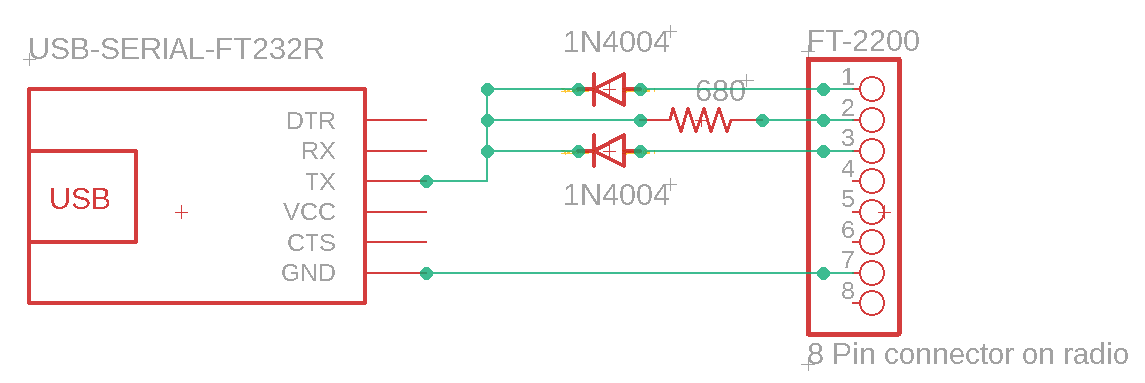 USB-SERIAL-FT232R
1N4004
FT-2200
680
DTR
RX
TX
VCC
CTS
GND
USB
1N4004
1
2
3
4
5
6
7
8
8 Pin connector on radio